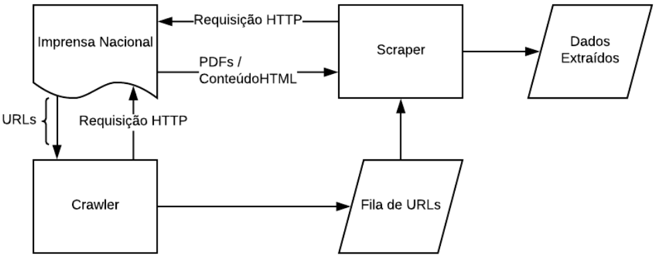 Requisição HTTP
Imprensa Nacional
Scraper
Dados
Extraídos
PDFs /
ConteúdoHTML
URLs
Requisição HTTP
Crawler
Fila de URLs